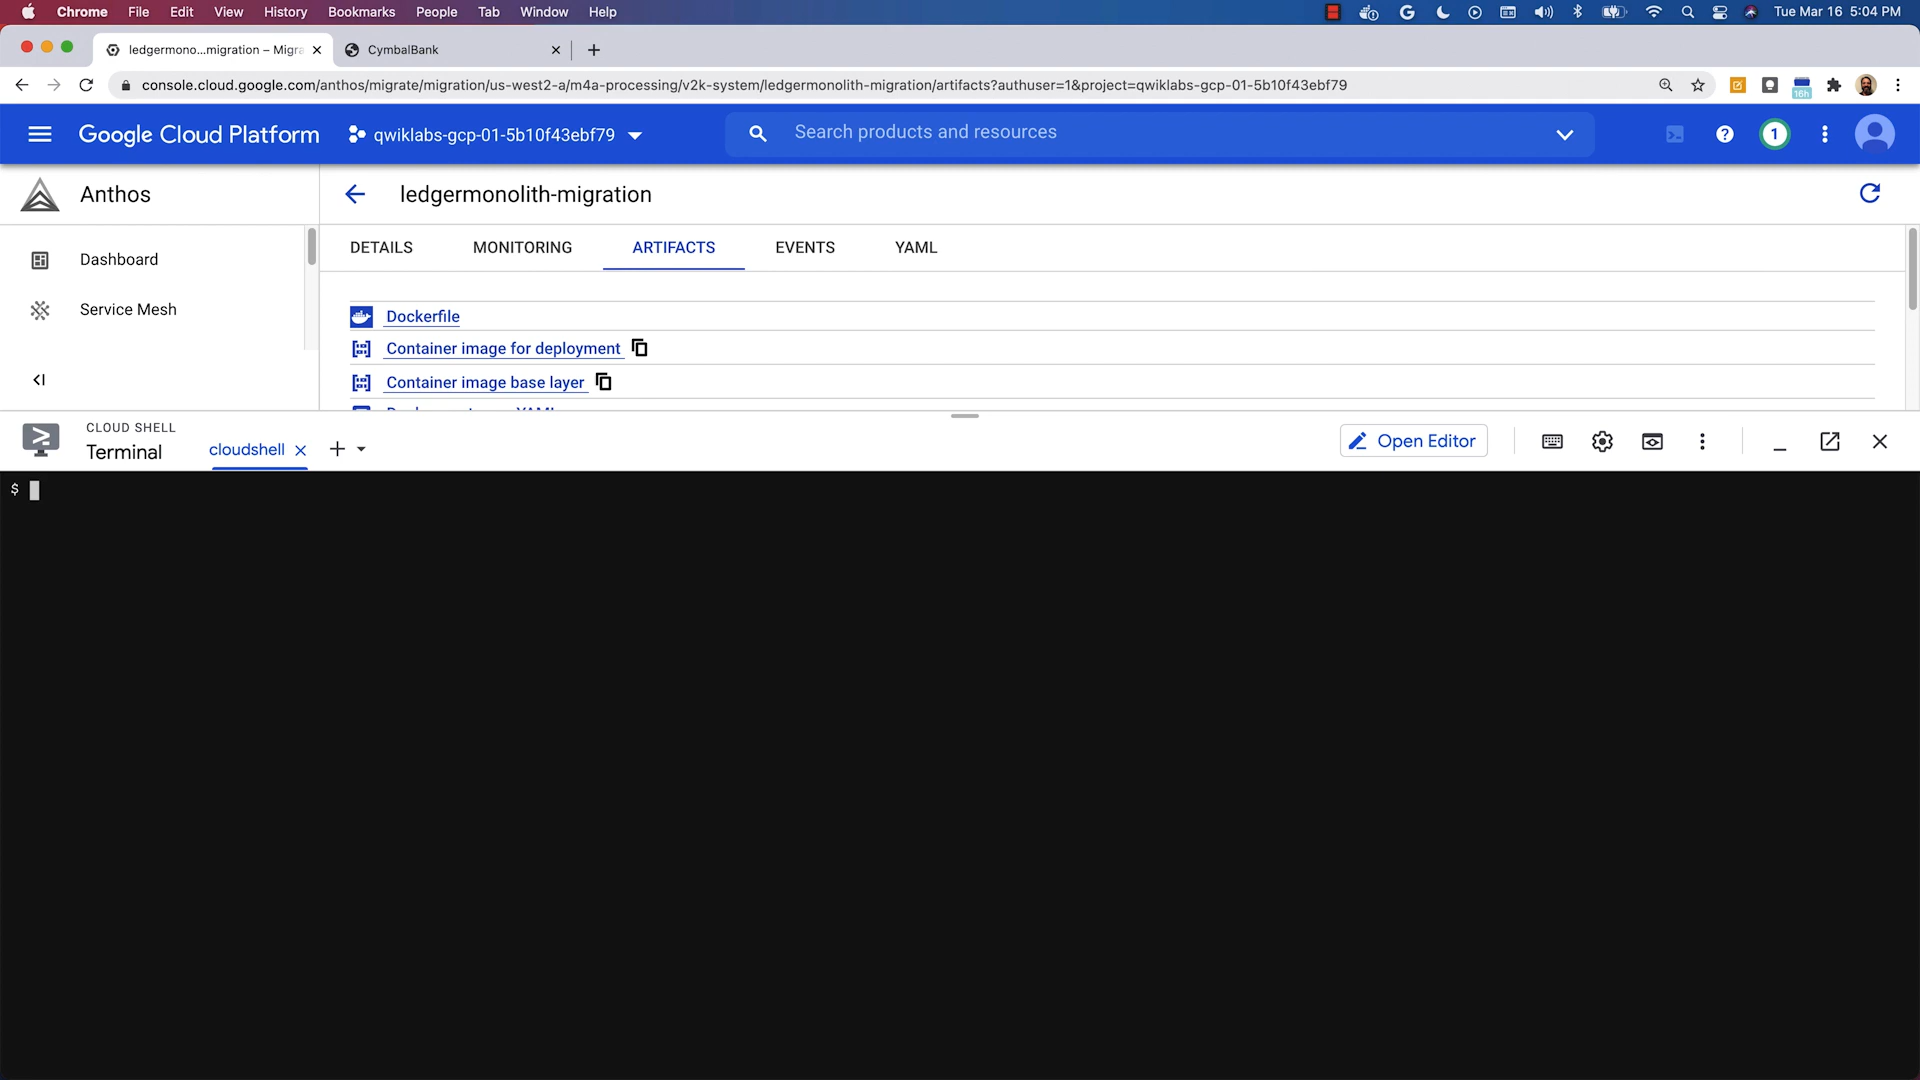 Chrome File Edit View History Bookmarks People Tab Window Help Tue Mar 16 5:04 PM
ledgermono...migration – Migra CymbalBank
console.cloud.google.com/anthos/migrate/migration/us-west2-a/m4a-processing/v2k-system/ledgermonolith-migration/artifacts?authuser=1&project=qwiklabs-gcp-01-5b10f43ebf79
16h
Google Cloud Platform qwiklabs-gcp-01-5b10f43ebf79 Search products and resources 1
Anthos ledgermonolith-migration
DETAILS MONITORING ARTIFACTS EVENTS YAML
Dashboard
Service Mesh
Dockerfile
Container image for deployment
Container image base layer
CLOUD SHELL
Terminal cloudshell Open Editor
$